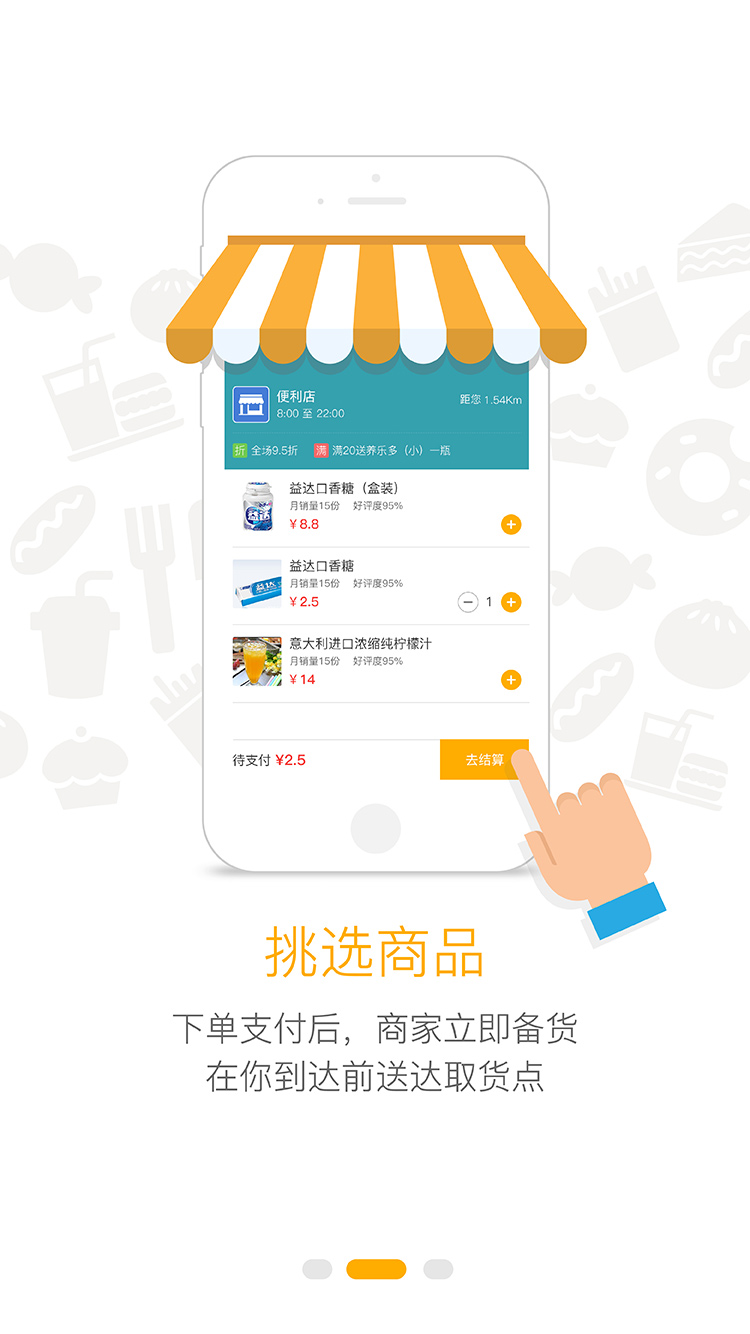 便利店
8:00 至 22:00
距您 1.54Km
折 全场9.5折 满 满20送养乐多（小）一瓶
益达口香糖（盒装）
月销量15份 好评度95%
¥8.8
益达口香糖
月销量15份 好评度95%
¥2.5
1
意大利进口浓缩纯柠檬汁
月销量15份 好评度95%
¥14
待支付 ¥2.5
去结算
挑选商品
下单支付后，商家立即备货
在你到达前送达取货点
益达
益达